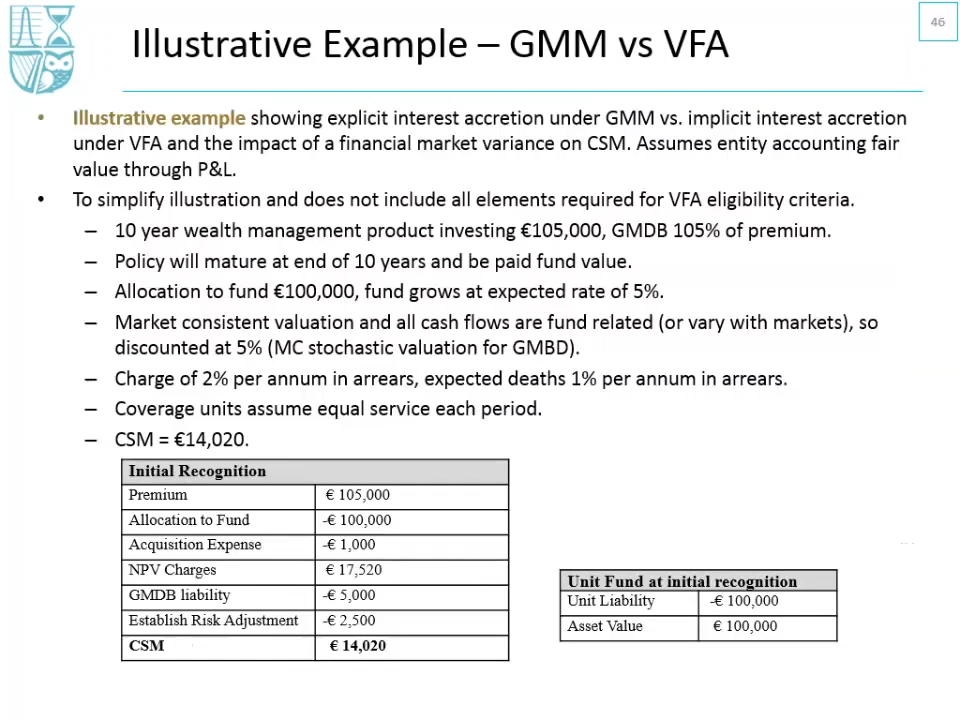 46
Illustrative Example – GMM vs VFA
• Illustrative example showing explicit interest accretion under GMM vs. implicit interest accretion
under VFA and the impact of a financial market variance on CSM. Assumes entity accounting fair
value through P&L.
• To simplify illustration and does not include all elements required for VFA eligibility criteria.
– 10 year wealth management product investing €105,000, GMDB 105% of premium.
– Policy will mature at end of 10 years and be paid fund value.
– Allocation to fund €100,000, fund grows at expected rate of 5%.
– Market consistent valuation and all cash flows are fund related (or vary with markets), so
discounted at 5% (MC stochastic valuation for GMBD).
– Charge of 2% per annum in arrears, expected deaths 1% per annum in arrears.
– Coverage units assume equal service each period.
– CSM = €14,020.
Initial Recognition
Premium € 105,000
Allocation to Fund -€ 100,000
Acquisition Expense -€ 1,000
NPV Charges € 17,520
GMDB liability -€ 5,000
Establish Risk Adjustment -€ 2,500
CSM € 14,020
Unit Fund at initial recognition
Unit Liability -€ 100,000
Asset Value € 100,000